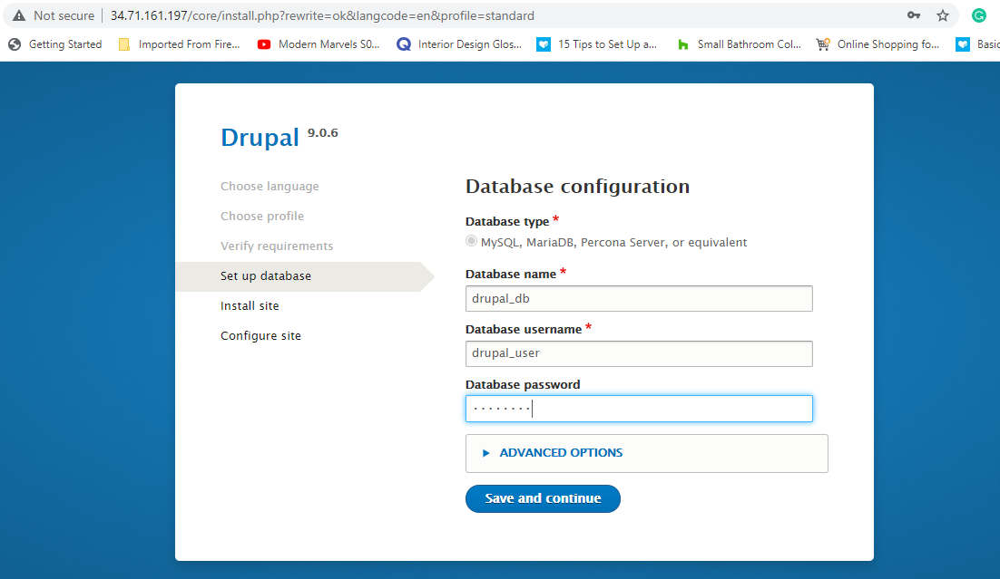 Not secure 34.71.161.197/core/install.php?rewrite=ok&langcode=en&profile=standard
Getting Started Imported From Fire... Modern Marvels S0... Interior Design Glos... 15 Tips to Set Up a... Small Bathroom Col... Online Shopping fo... Basic
Drupal 9.0.6
Choose language
Choose profile
Verify requirements
Set up database
Install site
Configure site
Database configuration
Database type *
MySQL, MariaDB, Percona Server, or equivalent
Database name *
drupal_db
Database username *
drupal_user
Database password
········
ADVANCED OPTIONS
Save and continue